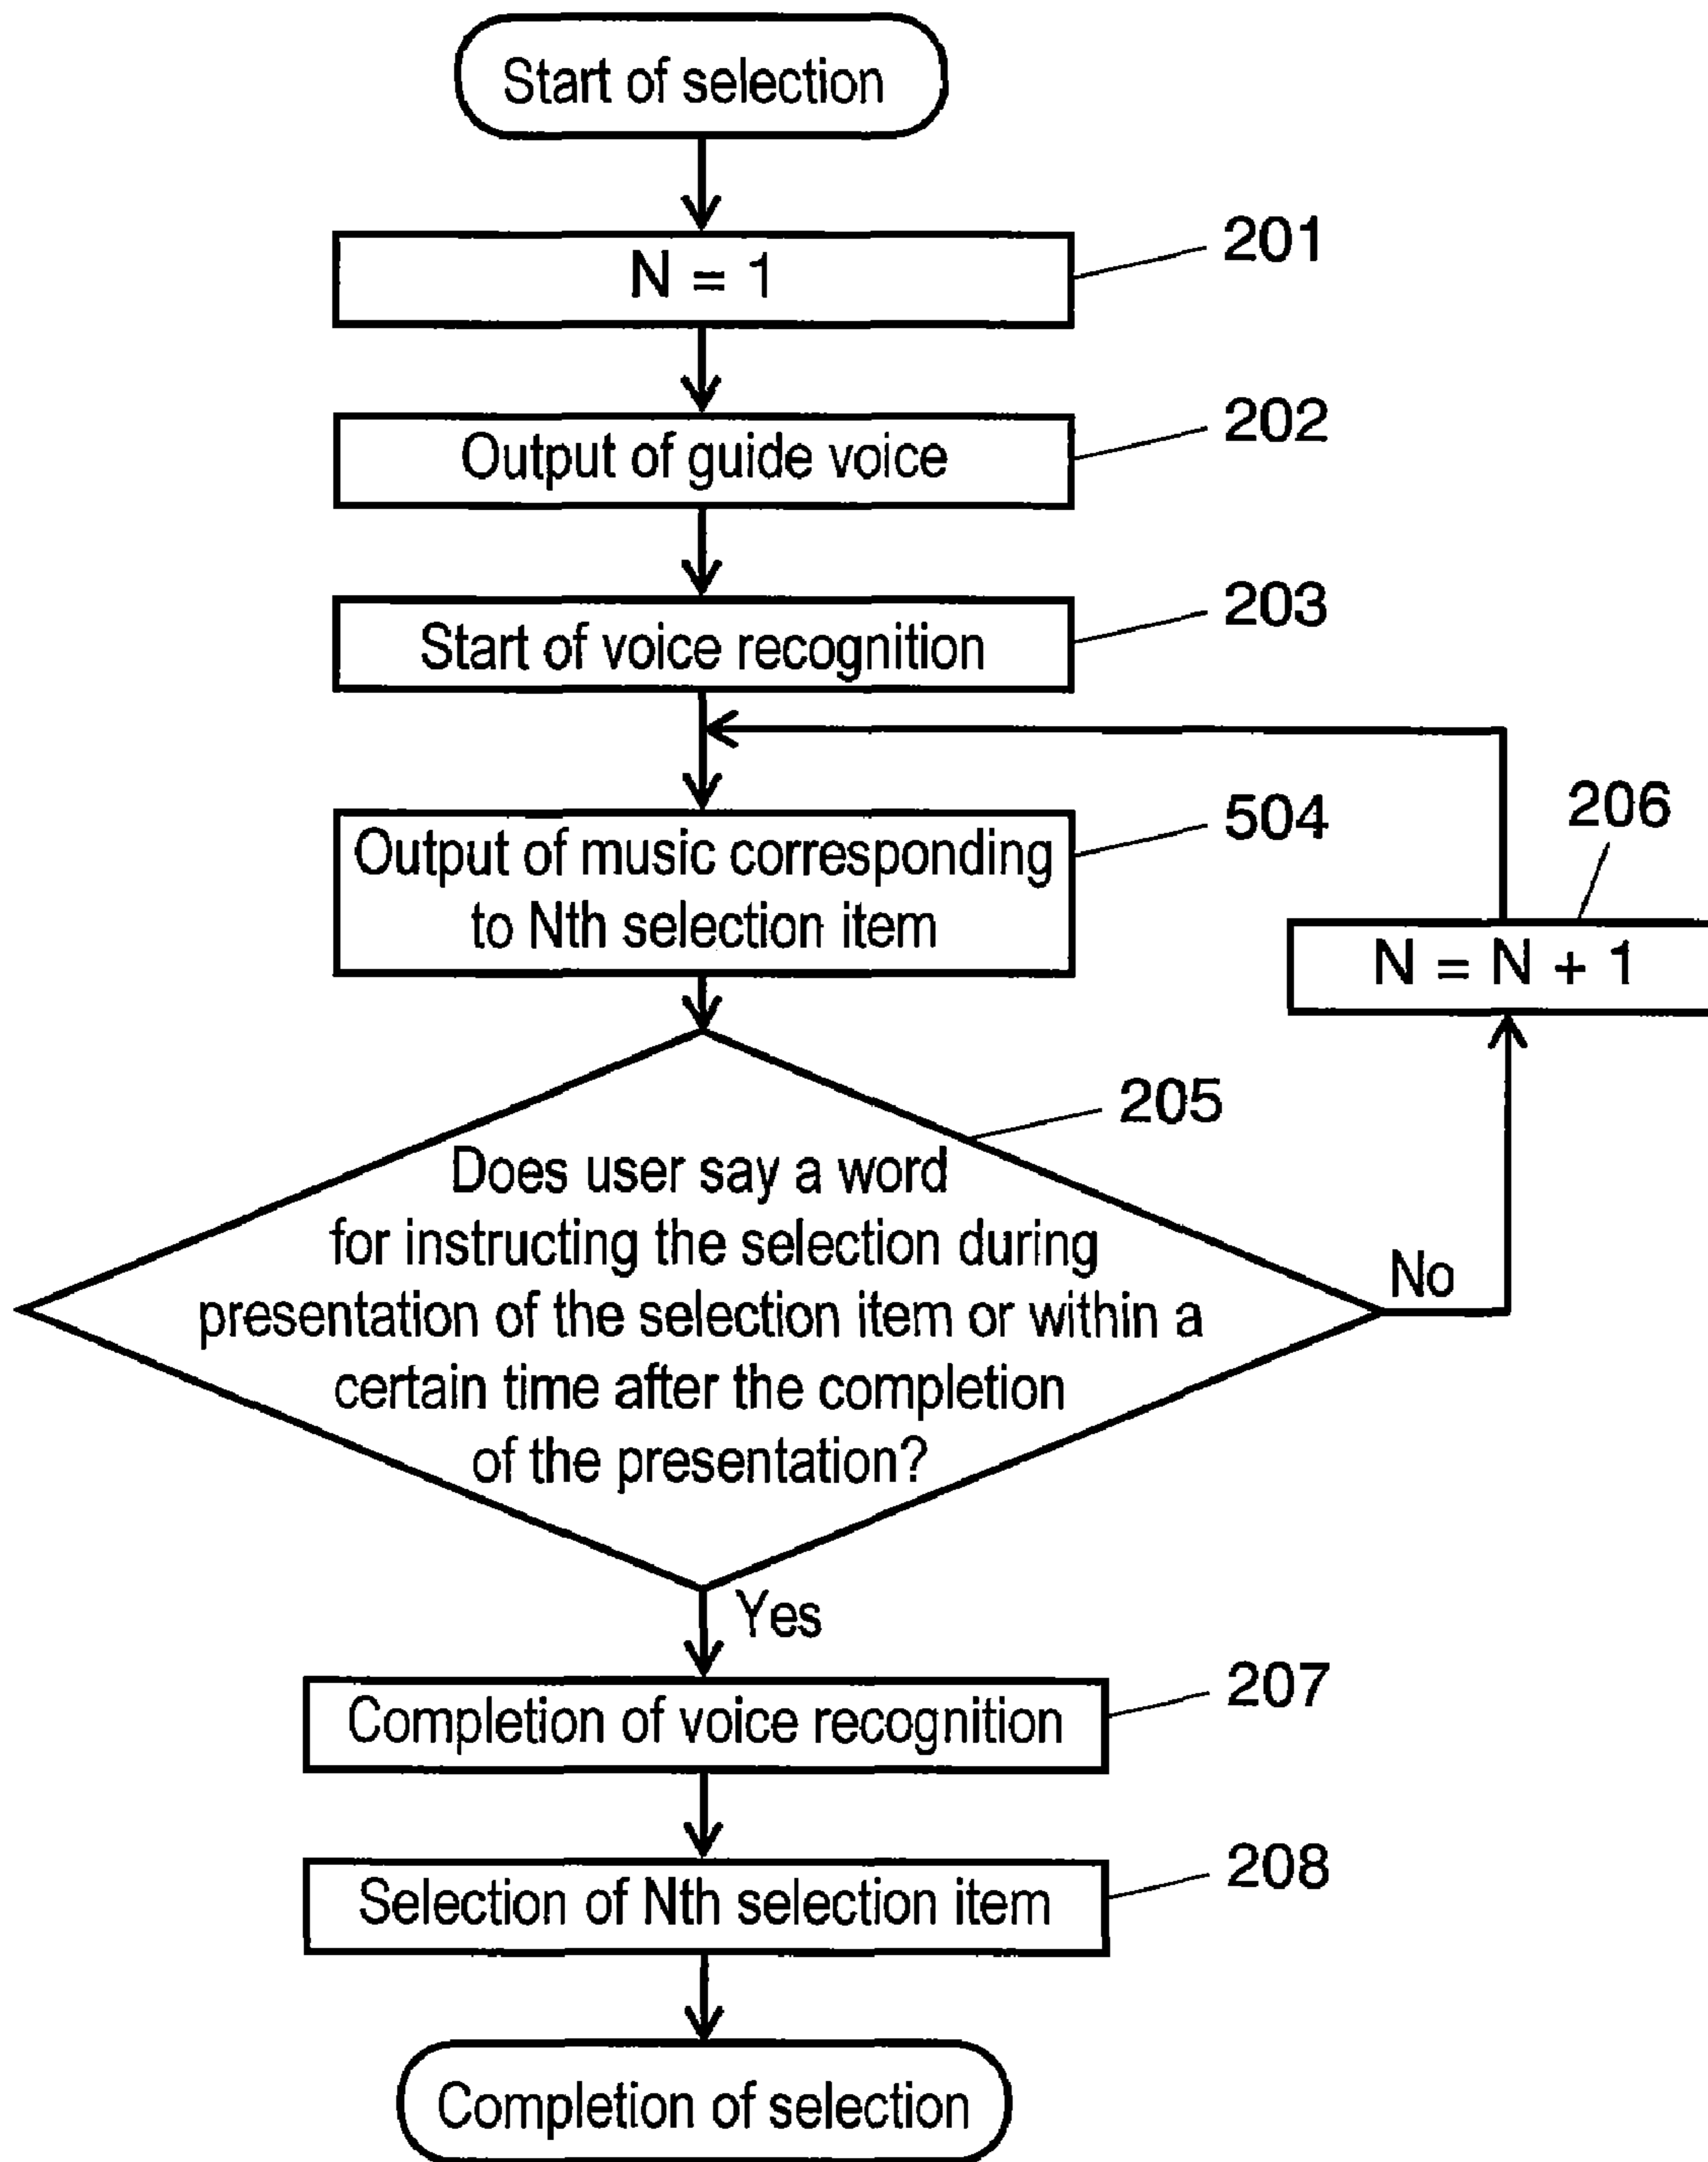 Start of selection
N = 1
201
Output of guide voice
202
Start of voice recognition
203
Output of music corresponding
to Nth selection item
504
206
N = N + 1
205
Does user say a word
for instructing the selection during
presentation of the selection item or within a
certain time after the completion
of the presentation?
No
Yes
Completion of voice recognition
207
Selection of Nth selection item
208
Completion of selection